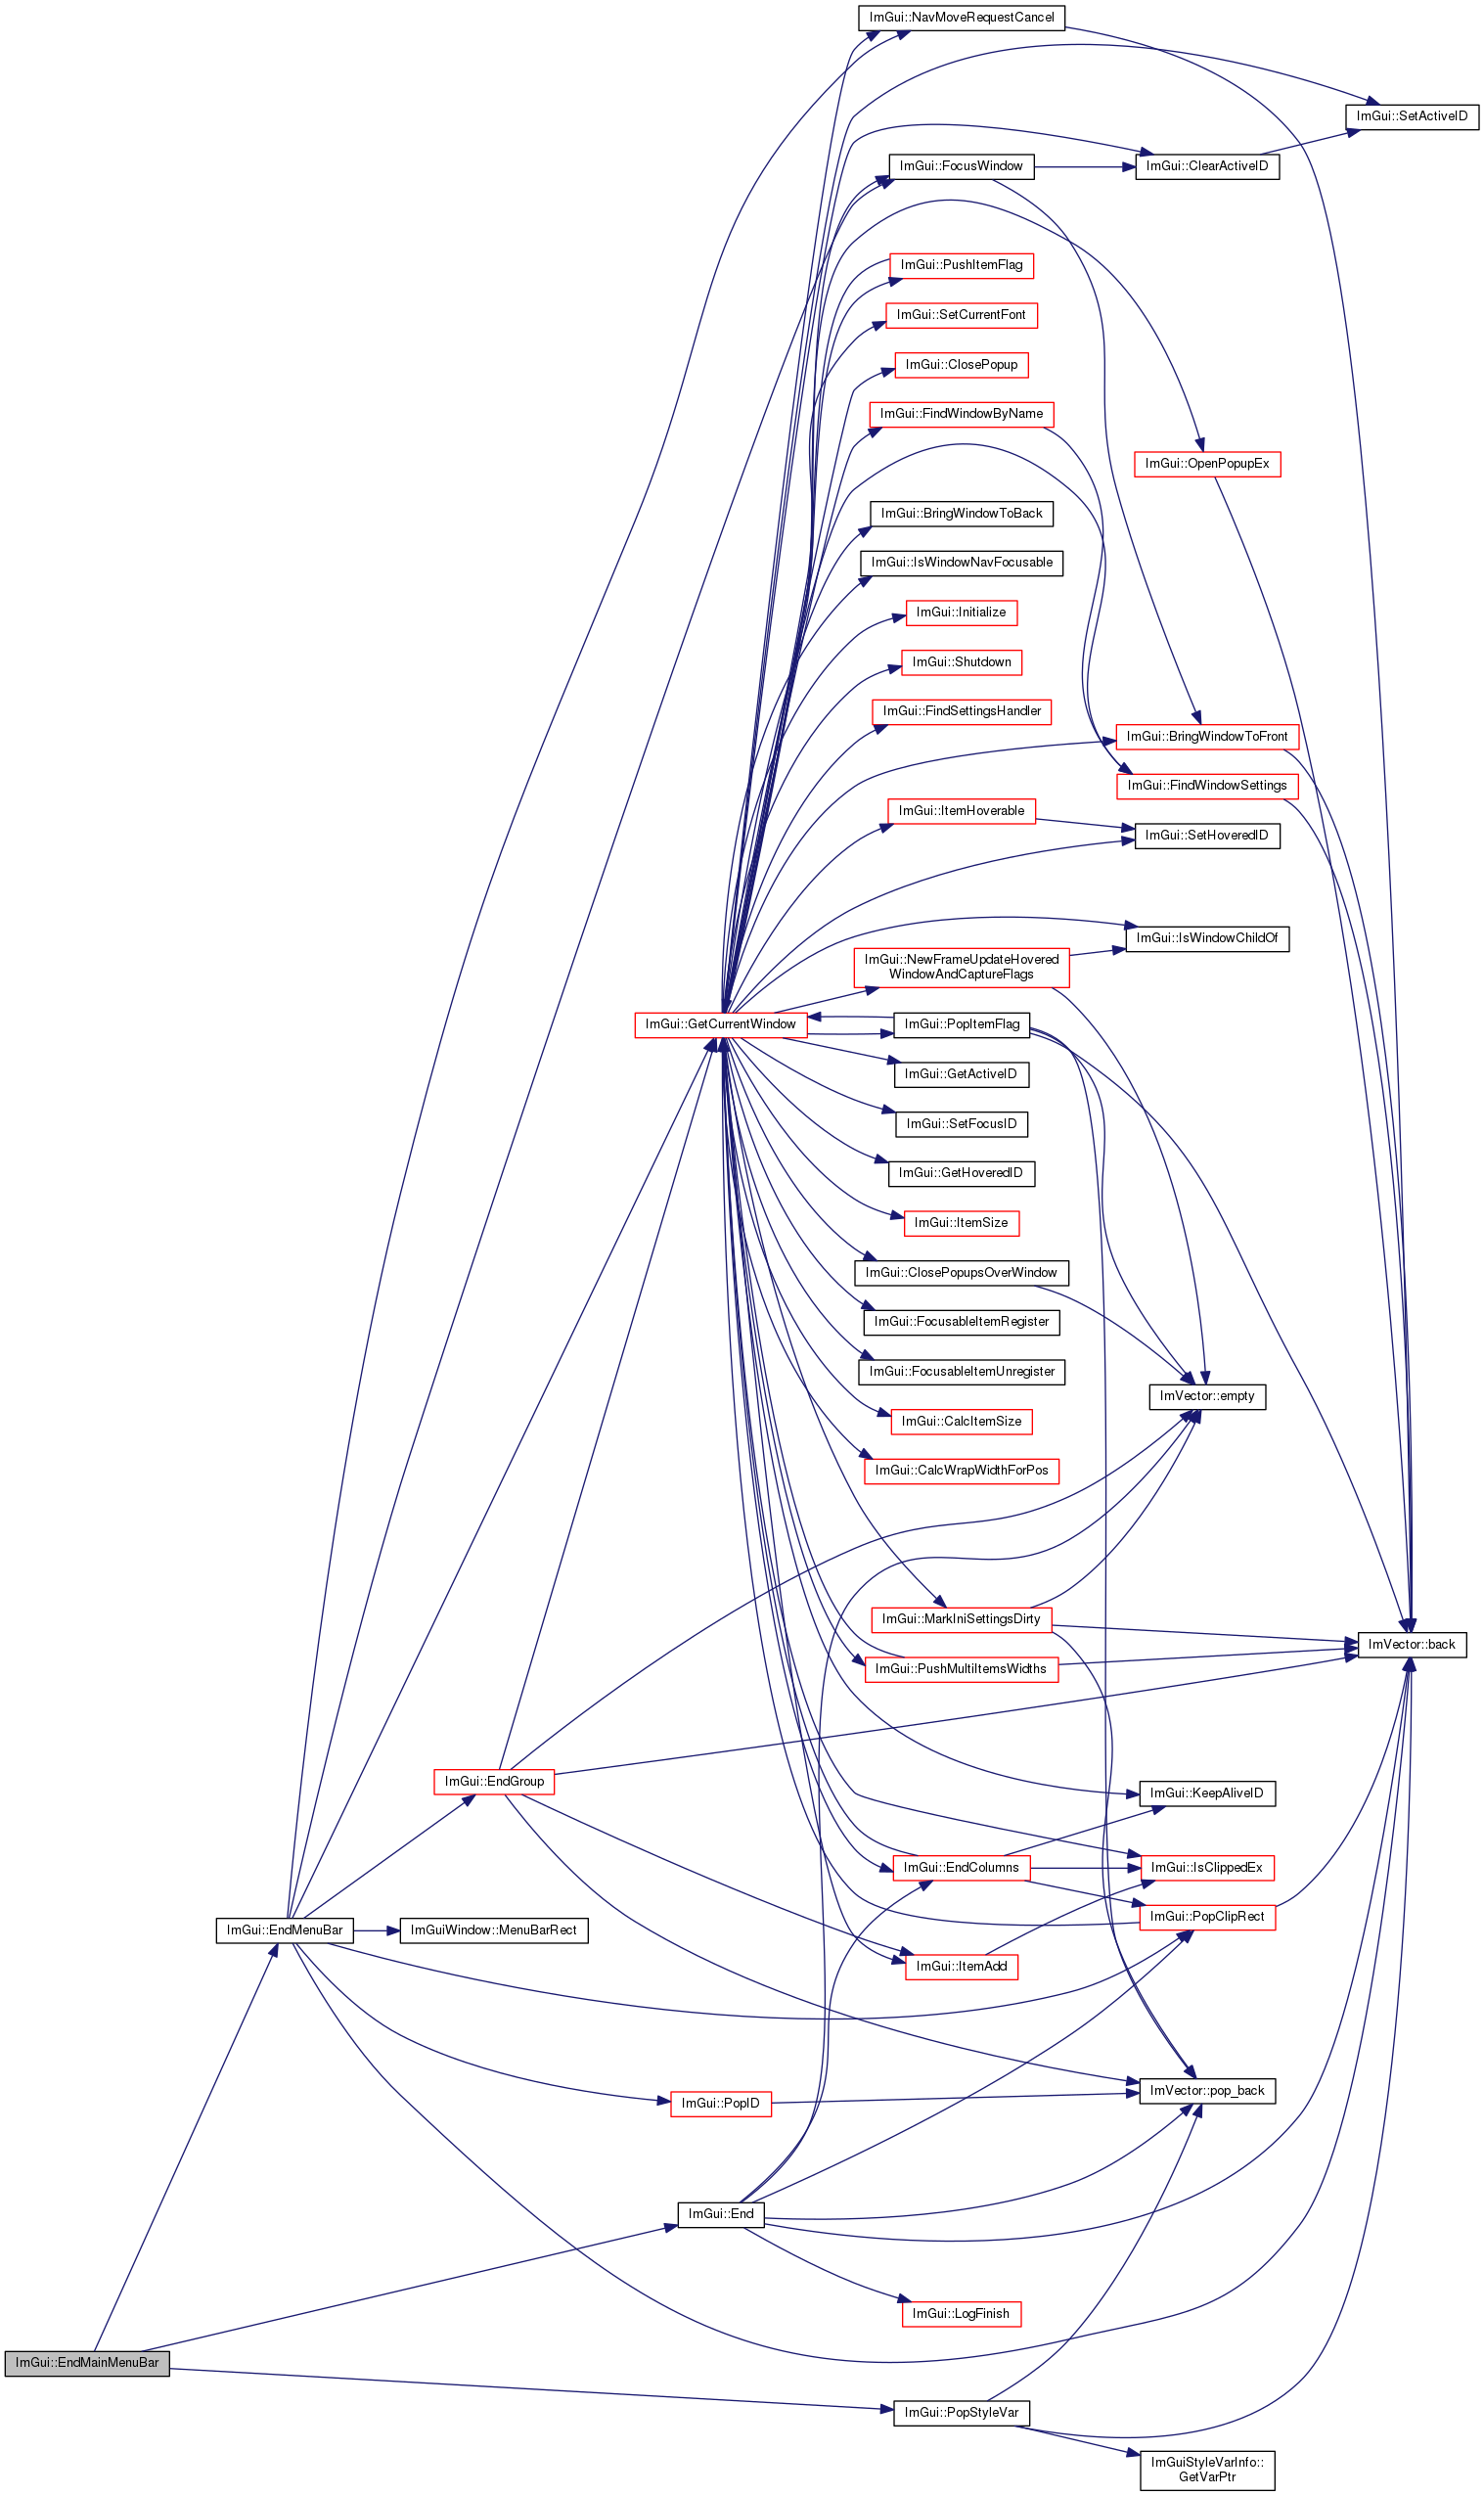 ImGui::NavMoveRequestCancel
ImGui::SetActiveID
ImGui::FocusWindow
ImGui::ClearActiveID
ImGui::PushItemFlag
ImGui::SetCurrentFont
ImGui::ClosePopup
ImGui::FindWindowByName
ImGui::OpenPopupEx
ImGui::BringWindowToBack
ImGui::IsWindowNavFocusable
ImGui::Initialize
ImGui::Shutdown
ImGui::FindSettingsHandler
ImGui::BringWindowToFront
ImGui::FindWindowSettings
ImGui::ItemHoverable
ImGui::SetHoveredID
ImGui::IsWindowChildOf
ImGui::NewFrameUpdateHovered
WindowAndCaptureFlags
ImGui::GetCurrentWindow
ImGui::PopItemFlag
ImGui::GetActiveID
ImGui::SetFocusID
ImGui::GetHoveredID
ImGui::ItemSize
ImGui::ClosePopupsOverWindow
ImGui::FocusableItemRegister
ImGui::FocusableItemUnregister
ImVector::empty
ImGui::CalcItemSize
ImGui::CalcWrapWidthForPos
ImGui::MarkIniSettingsDirty
ImVector::back
ImGui::PushMultiItemsWidths
ImGui::EndGroup
ImGui::KeepAliveID
ImGui::EndColumns
ImGui::IsClippedEx
ImGui::PopClipRect
ImGui::EndMenuBar
ImGuiWindow::MenuBarRect
ImGui::ItemAdd
ImGui::PopID
ImVector::pop_back
ImGui::End
ImGui::LogFinish
ImGui::EndMainMenuBar
ImGui::PopStyleVar
ImGuiStyleVarInfo::
GetVarPtr